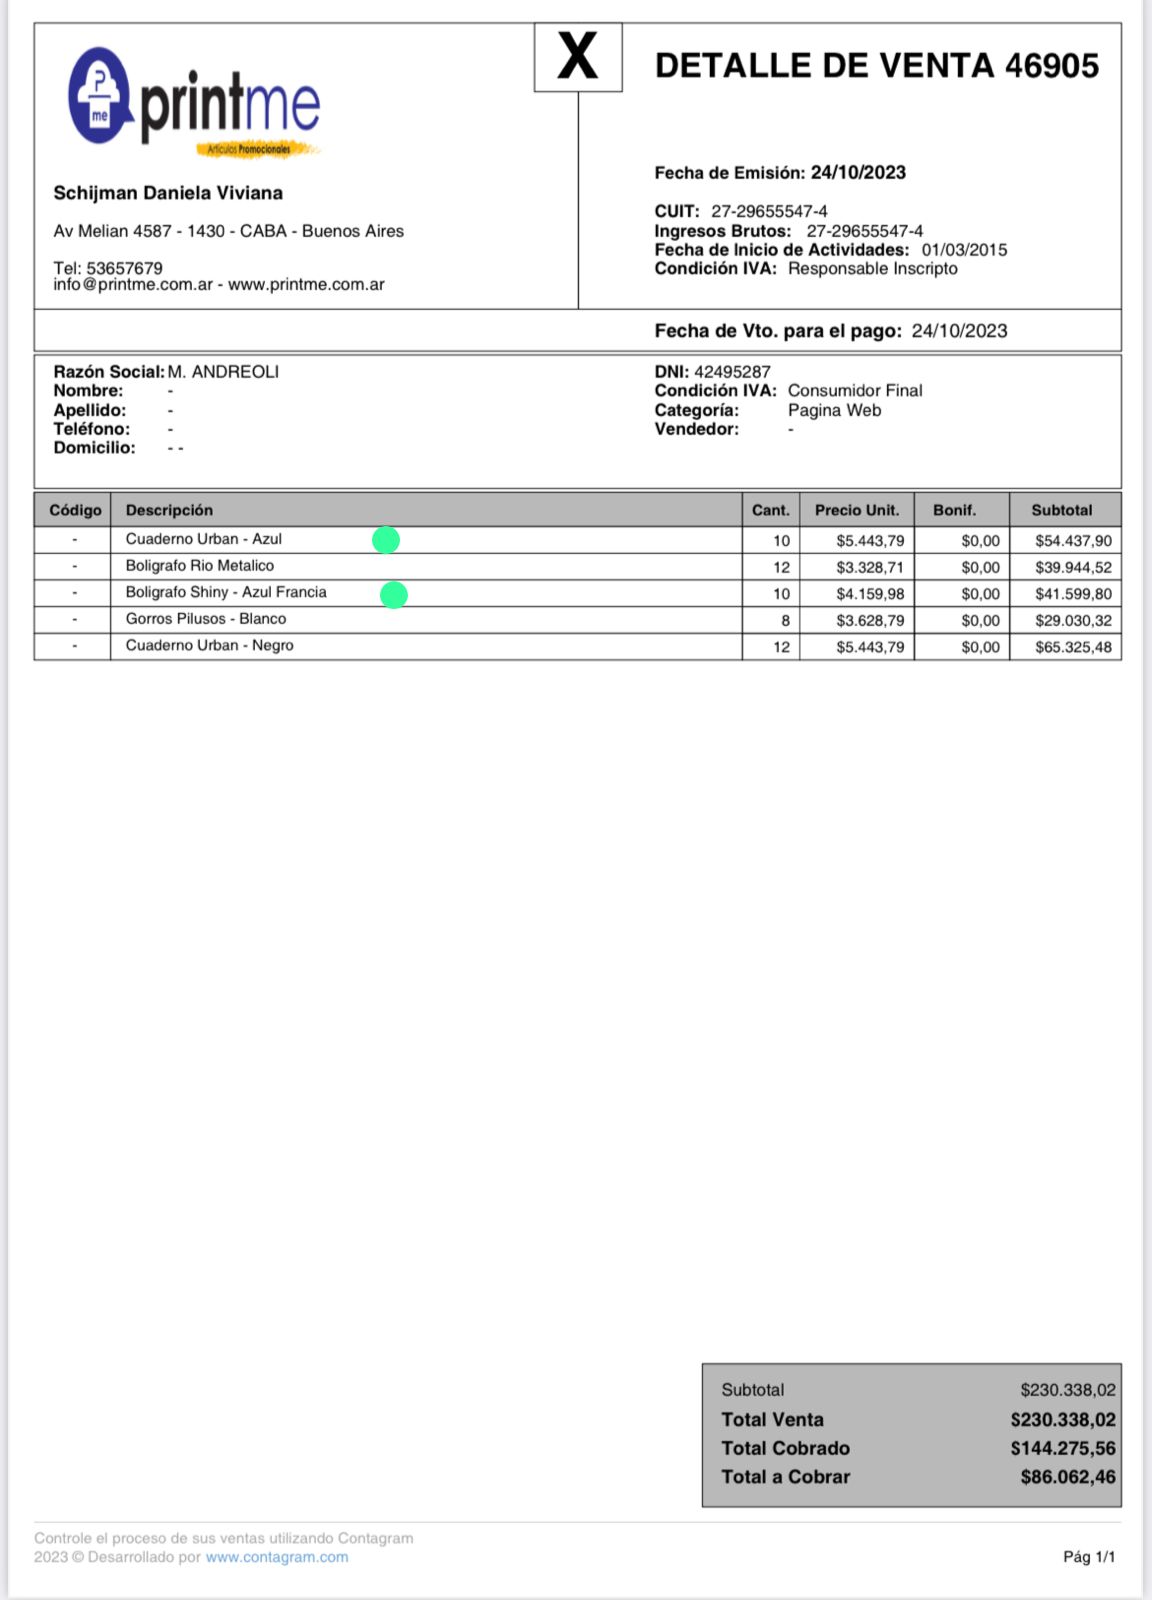 X
DETALLE DE VENTA 46905
P
me
printme
Artículos Promocionales
Schijman Daniela Viviana
Av Melian 4587 - 1430 - CABA - Buenos Aires
Tel: 53657679
info@printme.com.ar - www.printme.com.ar
Fecha de Emisión: 24/10/2023
CUIT: 27-29655547-4
Ingresos Brutos: 27-29655547-4
Fecha de Inicio de Actividades: 01/03/2015
Condición IVA: Responsable Inscripto
Fecha de Vto. para el pago: 24/10/2023
Razón Social: M. ANDREOLI
Nombre: -
Apellido: -
Teléfono: -
Domicilio: - -
DNI: 42495287
Condición IVA: Consumidor Final
Categoría: Pagina Web
Vendedor: -
Código Descripción Cant. Precio Unit. Bonif. Subtotal
- Cuaderno Urban - Azul 10 $5.443,79 $0,00 $54.437,90
- Boligrafo Rio Metalico 12 $3.328,71 $0,00 $39.944,52
- Boligrafo Shiny - Azul Francia 10 $4.159,98 $0,00 $41.599,80
- Gorros Pilusos - Blanco 8 $3.628,79 $0,00 $29.030,32
- Cuaderno Urban - Negro 12 $5.443,79 $0,00 $65.325,48
Subtotal $230.338,02
Total Venta $230.338,02
Total Cobrado $144.275,56
Total a Cobrar $86.062,46
Controle el proceso de sus ventas utilizando Contagram
2023 © Desarrollado por www.contagram.com
Pág 1/1